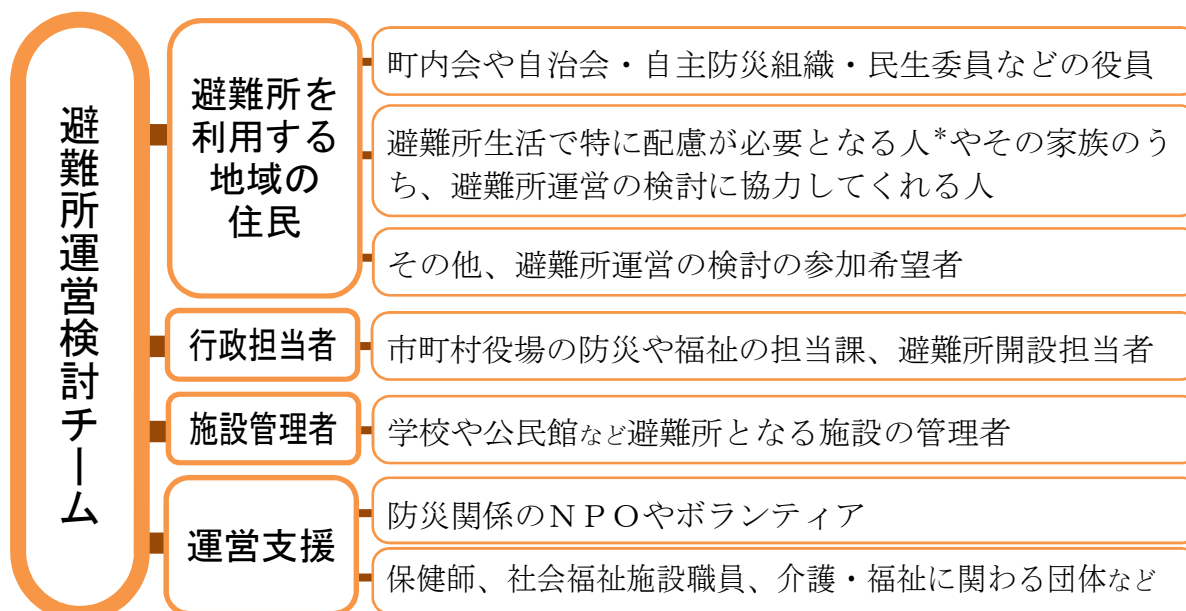 避難所運営検討チーム
避難所を
利用する
地域の
住民
町内会や自治会・自主防災組織・民生委員などの役員
避難所生活で特に配慮が必要となる人*やその家族のう
ち、避難所運営の検討に協力してくれる人
その他、避難所運営の検討の参加希望者
行政担当者
市町村役場の防災や福祉の担当課、避難所開設担当者
施設管理者
学校や公民館など避難所となる施設の管理者
運営支援
防災関係のＮＰＯやボランティア
保健師、社会福祉施設職員、介護・福祉に関わる団体など